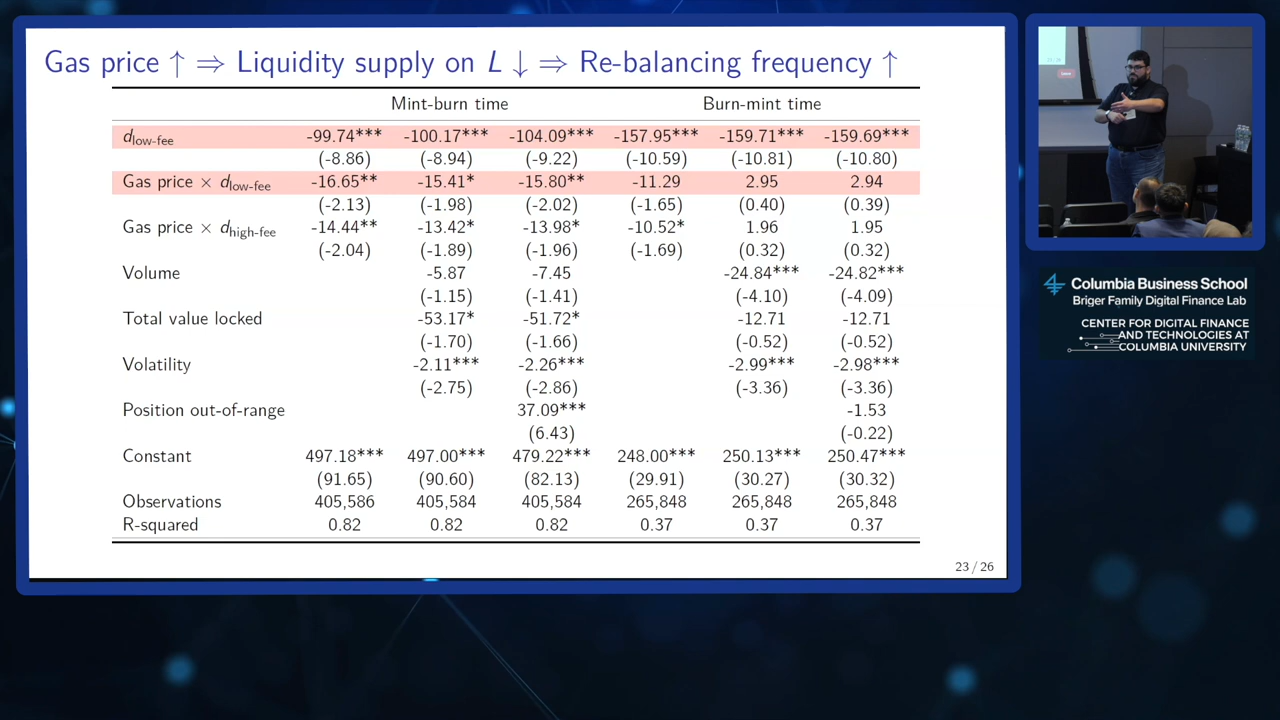 Gas price ↑ ⇒ Liquidity supply on L ↓ ⇒ Re-balancing frequency ↑
Mint-burn time Burn-mint time
dlow-fee -99.74*** -100.17*** -104.09*** -157.95*** -159.71*** -159.69***
(-8.86) (-8.94) (-9.22) (-10.59) (-10.81) (-10.80)
Gas price × dlow-fee -16.65** -15.41* -15.80** -11.29 2.95 2.94
(-2.13) (-1.98) (-2.02) (-1.65) (0.40) (0.39)
Gas price × dhigh-fee -14.44** -13.42* -13.98* -10.52* 1.96 1.95
(-2.04) (-1.89) (-1.96) (-1.69) (0.32) (0.32)
Volume -5.87 -7.45 -24.84*** -24.82***
(-1.15) (-1.41) (-4.10) (-4.09)
Total value locked -53.17* -51.72* -12.71 -12.71
(-1.70) (-1.66) (-0.52) (-0.52)
Volatility -2.11*** -2.26*** -2.99*** -2.98***
(-2.75) (-2.86) (-3.36) (-3.36)
Position out-of-range 37.09*** -1.53
(6.43) (-0.22)
Constant 497.18*** 497.00*** 479.22*** 248.00*** 250.13*** 250.47***
(91.65) (90.60) (82.13) (29.91) (30.27) (30.32)
Observations 405,586 405,584 405,584 265,848 265,848 265,848
R-squared 0.82 0.82 0.82 0.37 0.37 0.37
23 / 26
Columbia Business School
Briger Family Digital Finance Lab
CENTER FOR DIGITAL FINANCE
AND TECHNOLOGIES AT
COLUMBIA UNIVERSITY